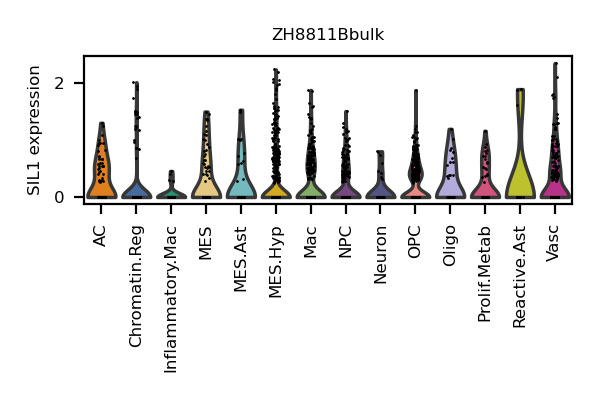 ZH8811Bbulk
SIL1 expression
2
0
AC
Chromatin.Reg
Inflammatory.Mac
MES
MES.Ast
MES.Hyp
Mac
NPC
Neuron
OPC
Oligo
Prolif.Metab
Reactive.Ast
Vasc